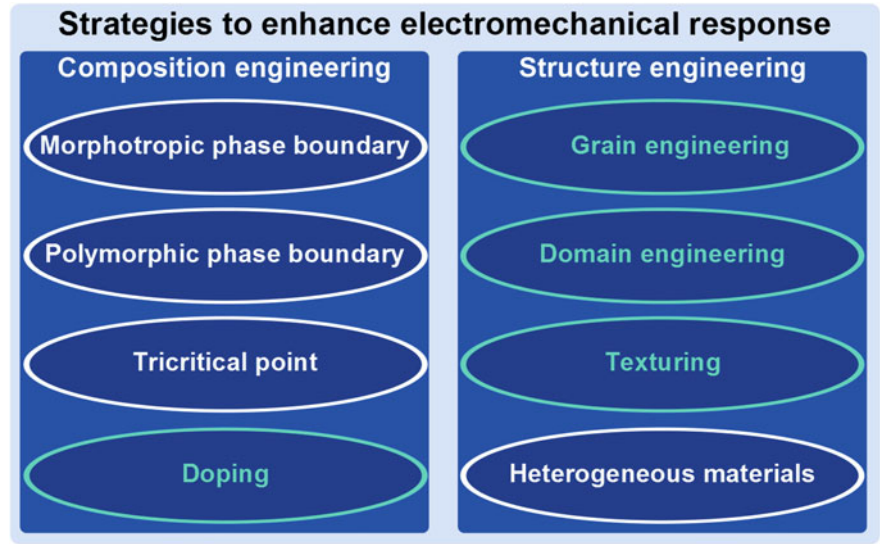 Strategies to enhance electromechanical response
Composition engineering
Morphotropic phase boundary
Polymorphic phase boundary
Tricritical point
Doping
Structure engineering
Grain engineering
Domain engineering
Texturing
Heterogeneous materials